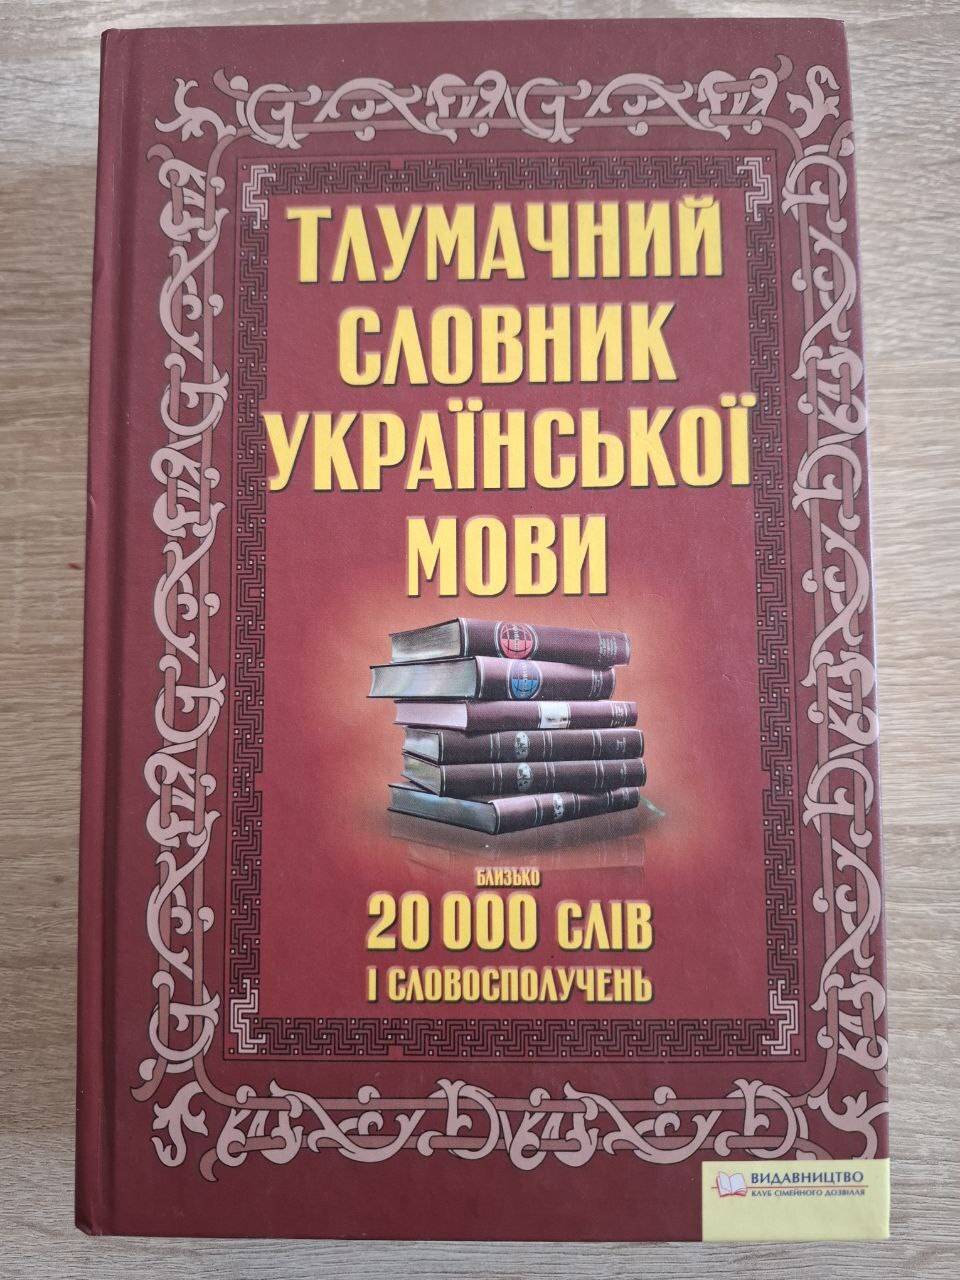 ТЛУМАЧНИЙ
СЛОВНИК
УКРАЇНСЬКОЇ
МОВИ
БЛИЗЬКО
20 000 СЛІВ
І СЛОВОСПОЛУЧЕНЬ
ВИДАВНИЦТВО
КЛУБ СІМЕЙНОГО ДОЗВІЛЛЯ